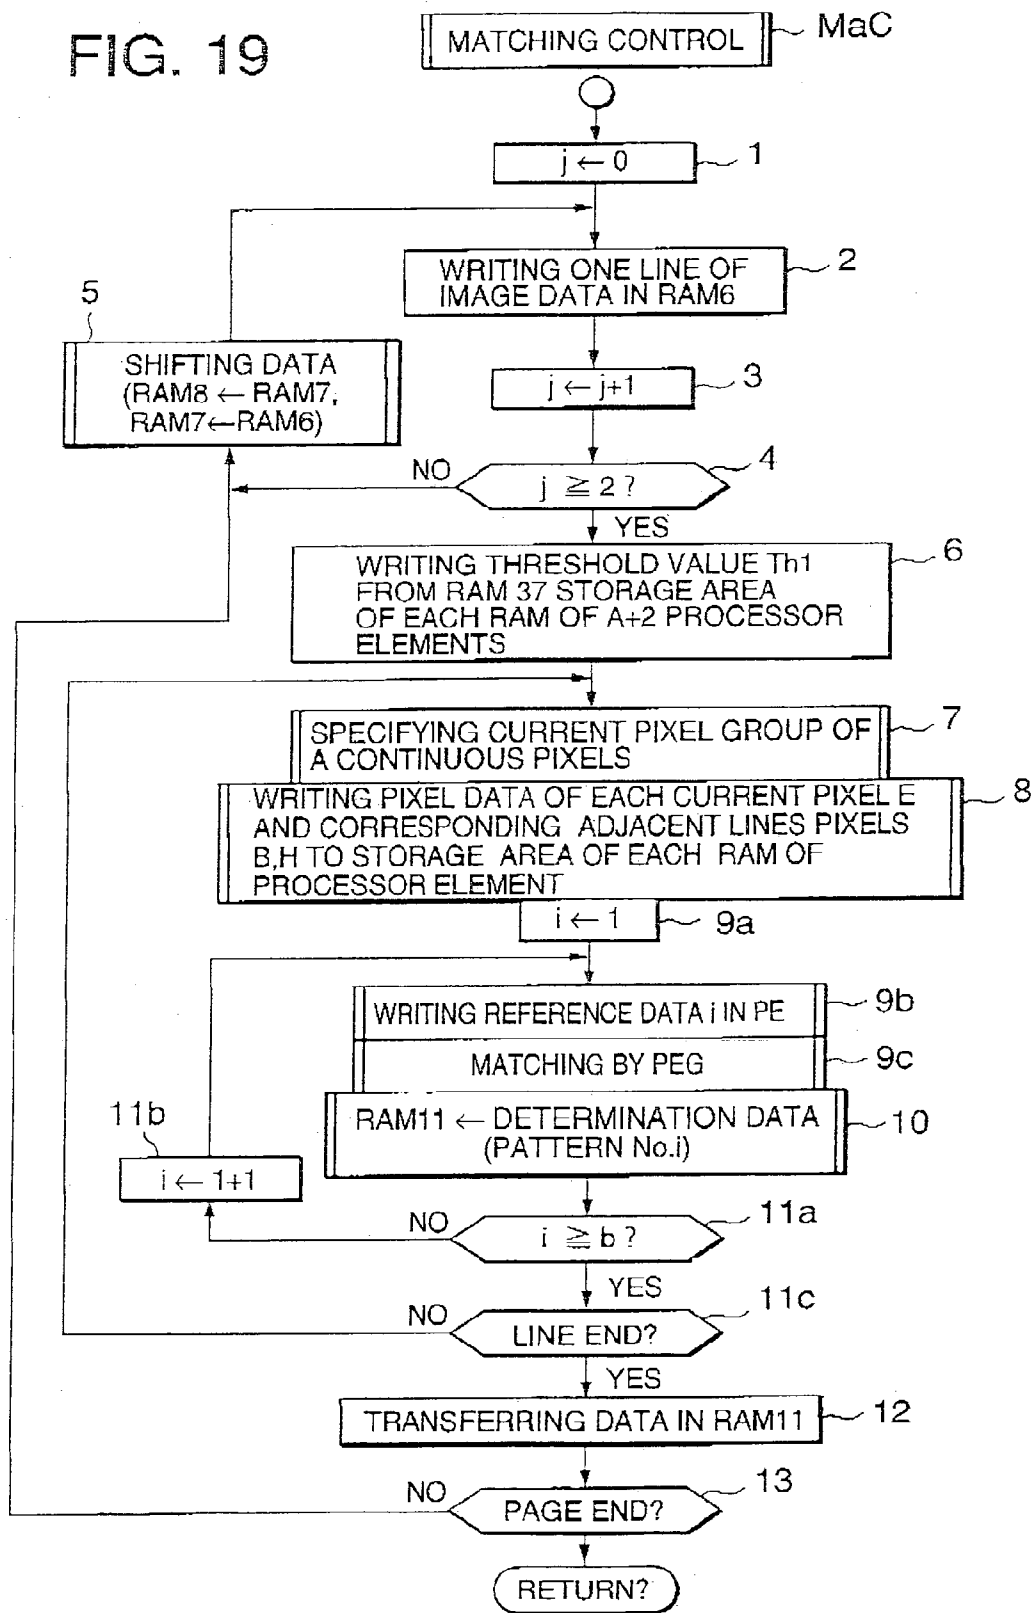 FIG. 19
MATCHING CONTROL
MaC
j ← 0
1
WRITING ONE LINE OF
IMAGE DATA IN RAM6
2
5
SHIFTING DATA
(RAM8 ← RAM7,
RAM7←RAM6)
j ← j+1
3
j ≧ 2 ?
4
NO
YES
WRITING THRESHOLD VALUE Th1
FROM RAM 37 STORAGE AREA
OF EACH RAM OF A+2 PROCESSOR
ELEMENTS
6
SPECIFYING CURRENT PIXEL GROUP OF
A CONTINUOUS PIXELS
7
WRITING PIXEL DATA OF EACH CURRENT PIXEL E
AND CORRESPONDING ADJACENT LINES PIXELS
B,H TO STORAGE AREA OF EACH RAM OF
PROCESSOR ELEMENT
8
i ← 1
9a
WRITING REFERENCE DATA i IN PE
9b
MATCHING BY PEG
9c
RAM11 ← DETERMINATION DATA
(PATTERN No.i)
10
11b
i ← 1+1
NO
i ≧ b ?
11a
YES
NO
LINE END?
11c
YES
TRANSFERRING DATA IN RAM11
12
NO
PAGE END?
13
RETURN?